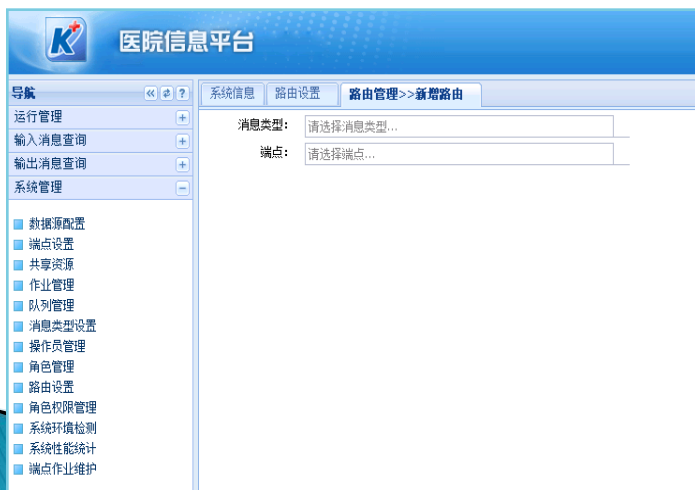 K
医院信息平台
导航
系统信息 路由设置 路由管理>>新增路由
运行管理
输入消息查询
输出消息查询
系统管理
数据源配置
端点设置
共享资源
作业管理
队列管理
消息类型设置
操作员管理
角色管理
路由设置
角色权限管理
系统环境检测
系统性能统计
端点作业维护
消息类型： 请选择消息类型...
端点： 请选择端点...